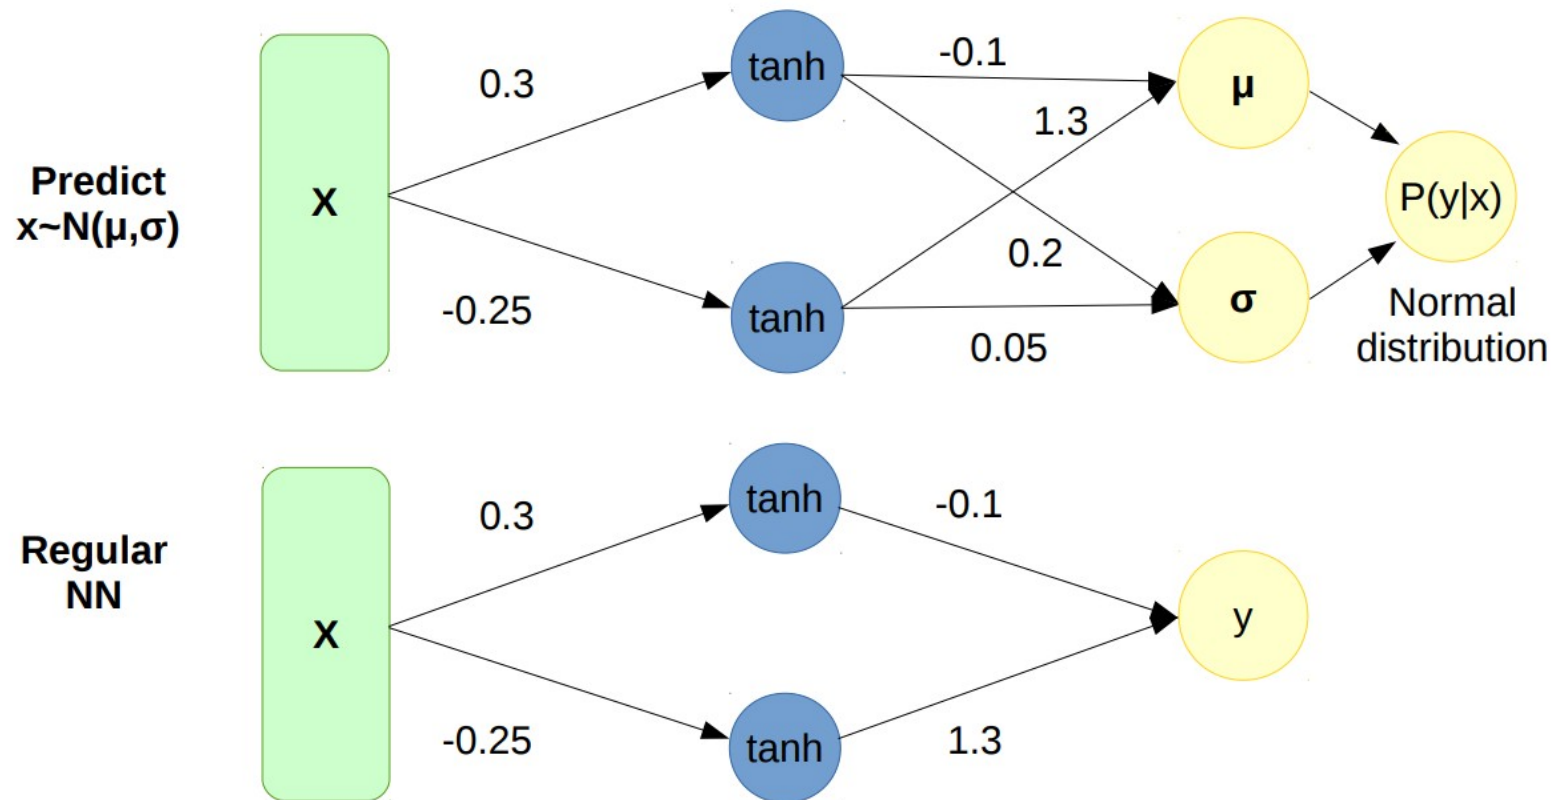 Predict
x~N(μ,σ)
X
0.3
-0.25
tanh
tanh
-0.1
1.3
0.2
0.05
μ
σ
P(y|x)
Normal
distribution
Regular
NN
X
0.3
-0.25
tanh
tanh
-0.1
1.3
y